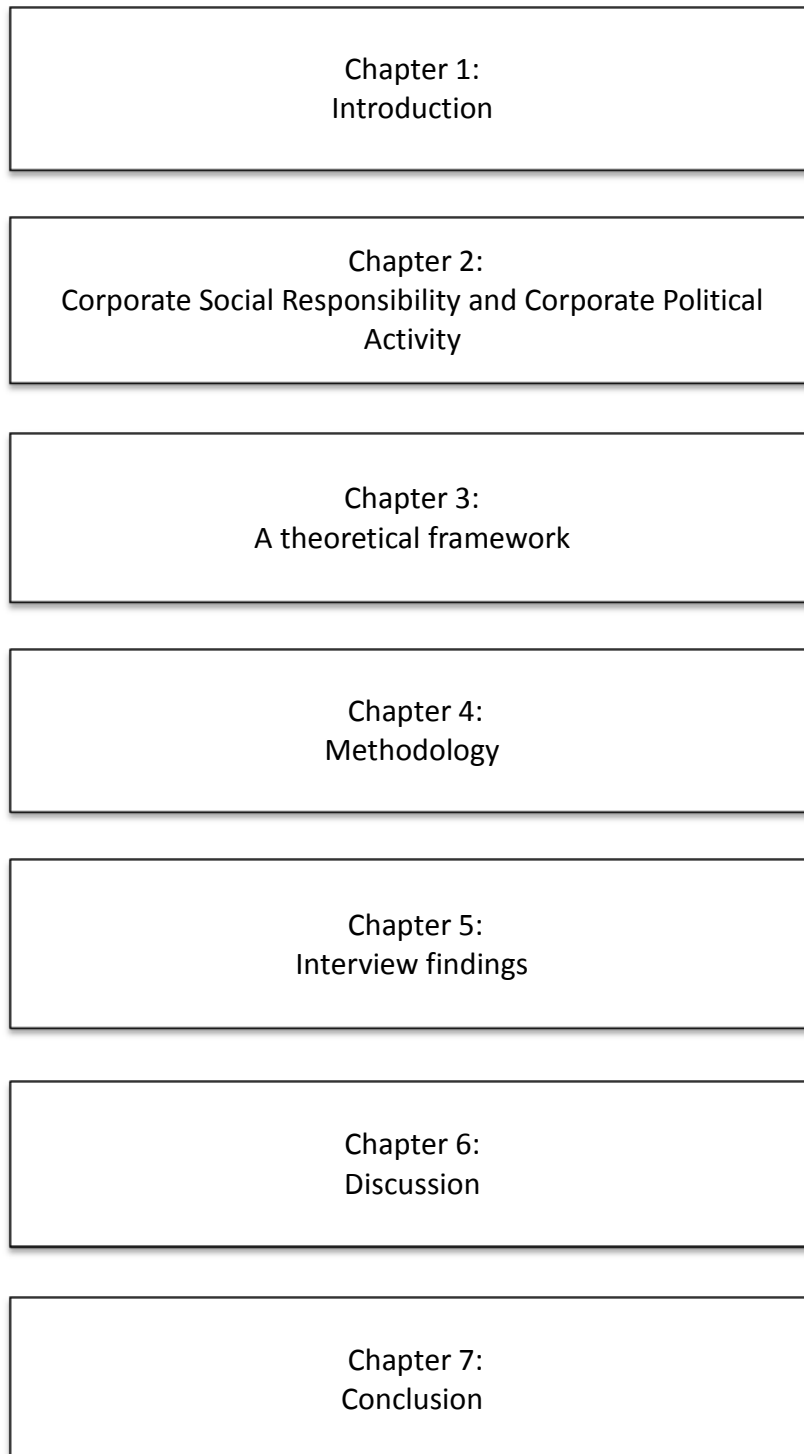 Chapter 1:
Introduction
Chapter 2:
Corporate Social Responsibility and Corporate Political
Activity
Chapter 3:
A theoretical framework
Chapter 4:
Methodology
Chapter 5:
Interview findings
Chapter 6:
Discussion
Chapter 7:
Conclusion